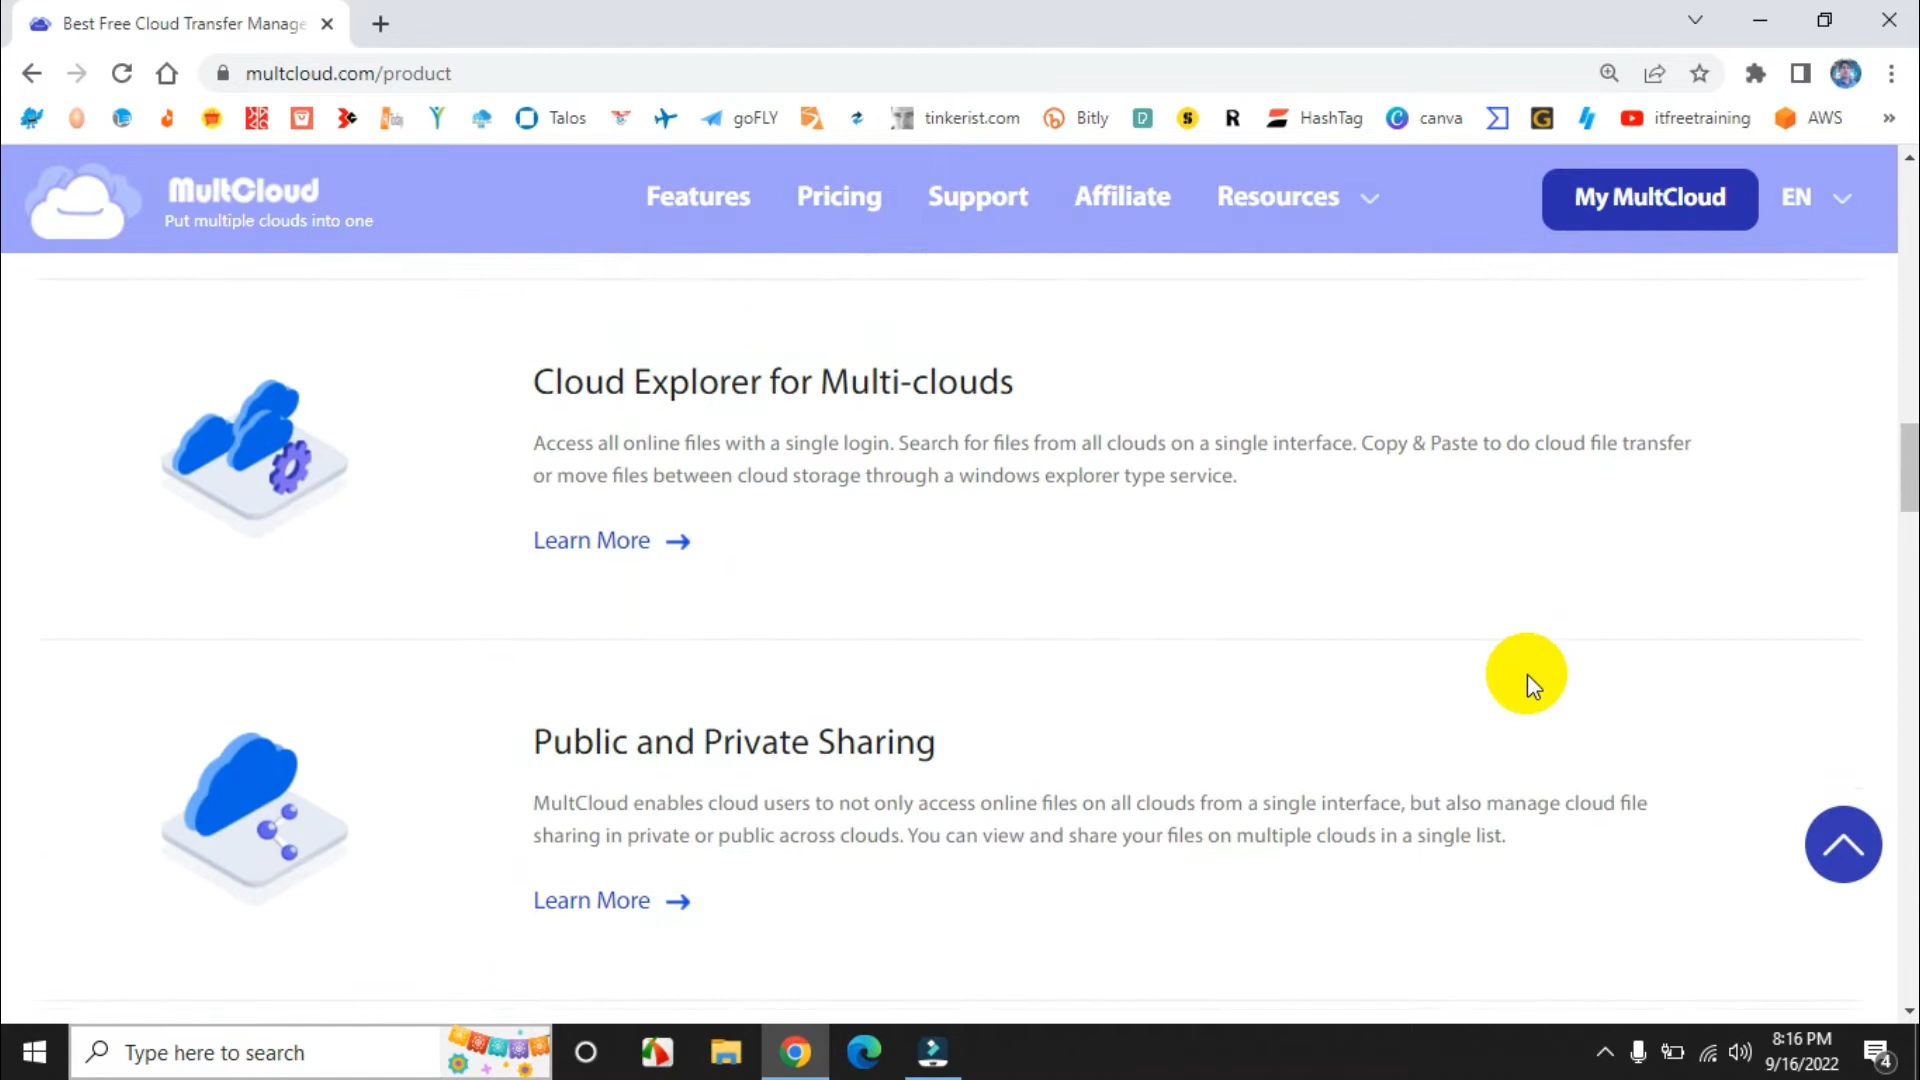 Best Free Cloud Transfer Manage
multcloud.com/product
Talos
goFLY
tinkerist.com
Bitly
P
S
R
HashTag
canva
G
itfreetraining
AWS
»
MultCloud
Put multiple clouds into one
Features
Pricing
Support
Affiliate
Resources
My MultCloud
EN
Cloud Explorer for Multi-clouds
Access all online files with a single login. Search for files from all clouds on a single interface. Copy & Paste to do cloud file transfer
or move files between cloud storage through a windows explorer type service.
Learn More →
Public and Private Sharing
MultCloud enables cloud users to not only access online files on all clouds from a single interface, but also manage cloud file
sharing in private or public across clouds. You can view and share your files on multiple clouds in a single list.
Learn More →
Type here to search
8:16 PM
9/16/2022
4